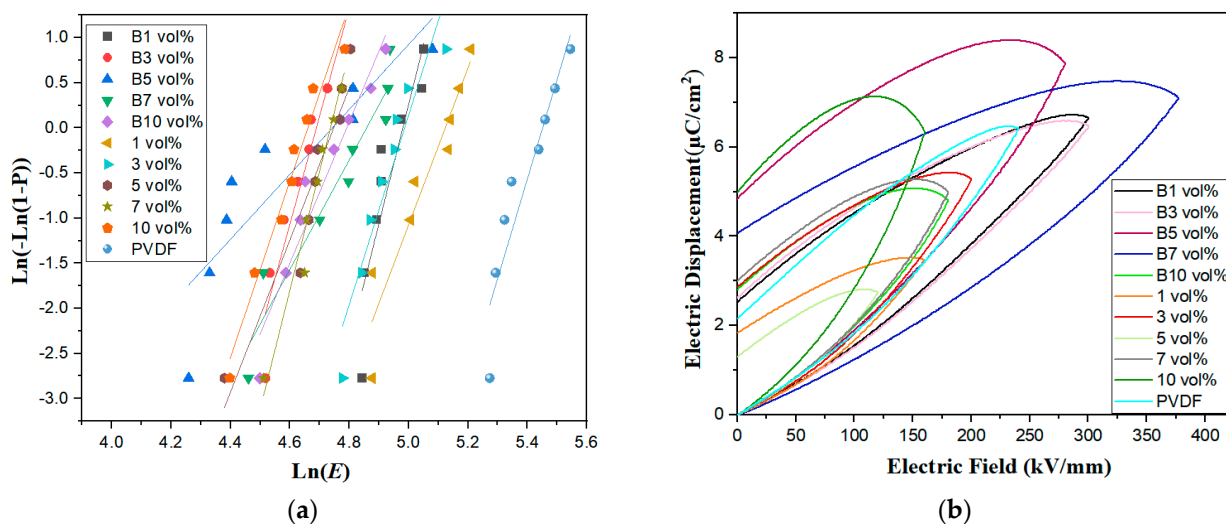 1.0
0.5
0.0
-0.5
-1.0
-1.5
-2.0
-2.5
-3.0
Ln(-Ln(1-P))
B1 vol%
B3 vol%
B5 vol%
B7 vol%
B10 vol%
1 vol%
3 vol%
5 vol%
7 vol%
10 vol%
PVDF
4.0 4.2 4.4 4.6 4.8 5.0 5.2 5.4 5.6
Ln(E)
(a)
8
6
4
2
0
Electric Displacement(μC/cm²)
B1 vol%
B3 vol%
B5 vol%
B7 vol%
B10 vol%
1 vol%
3 vol%
5 vol%
7 vol%
10 vol%
PVDF
0 50 100 150 200 250 300 350 400
Electric Field (kV/mm)
(b)